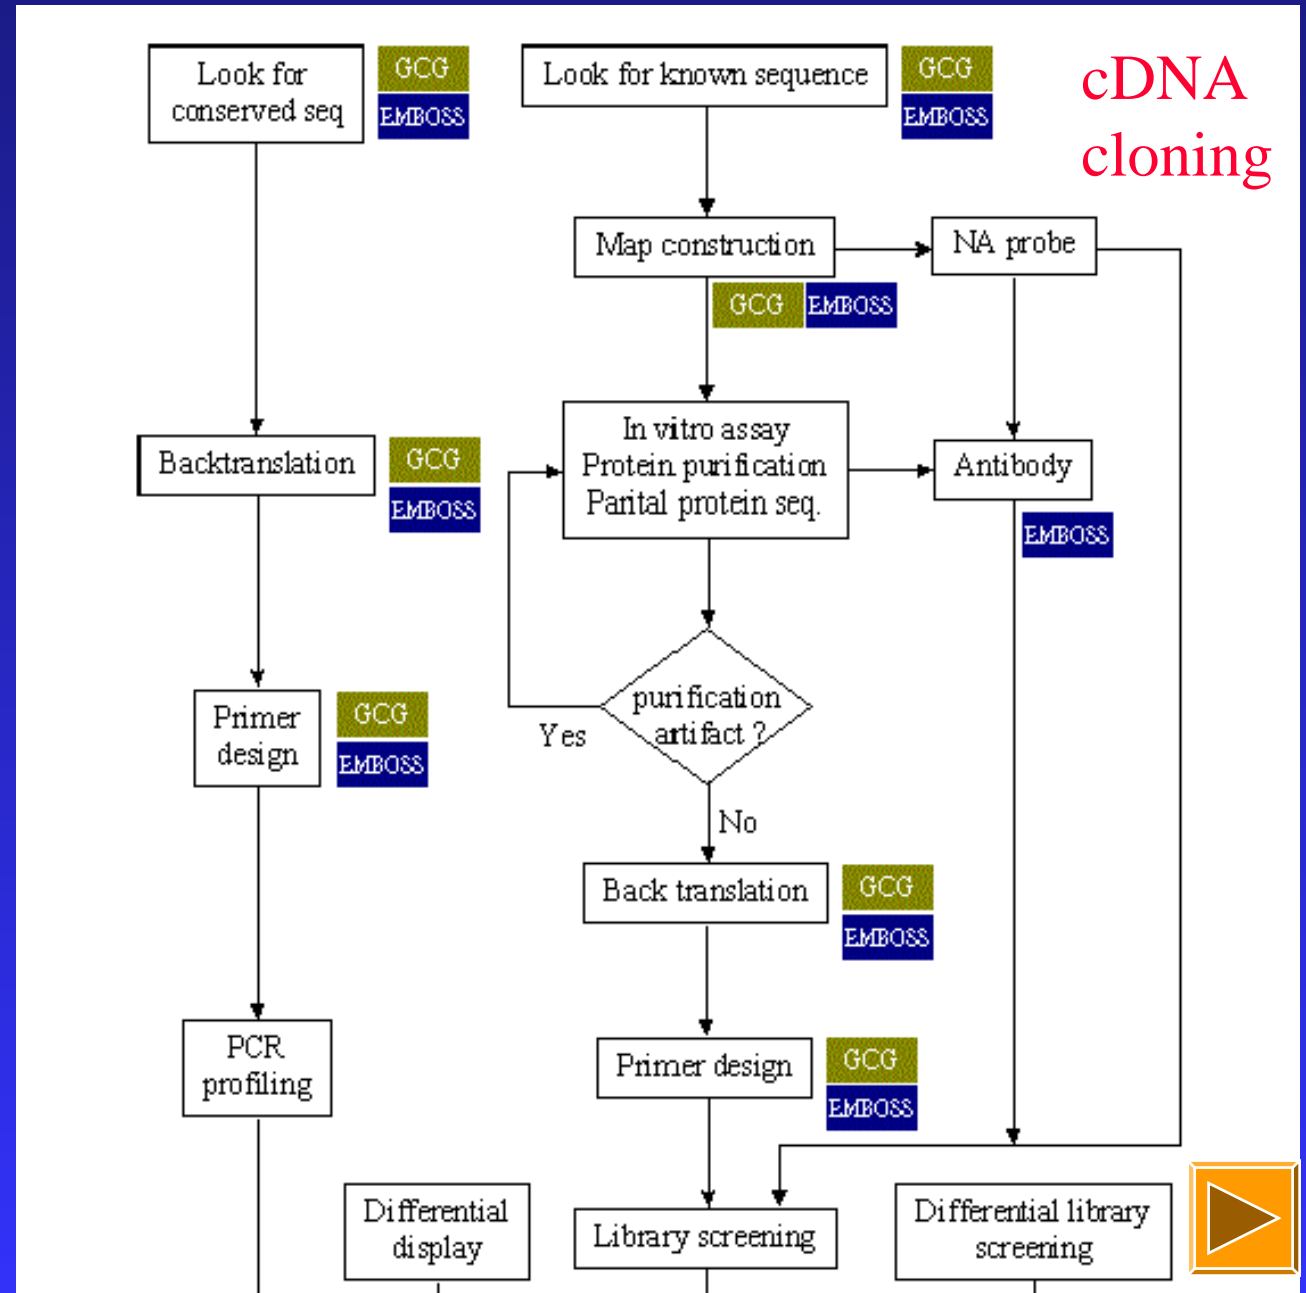 Look for
conserved seq
GCG
EMBOSS
Look for known sequence
GCG
EMBOSS
cDNA
cloning
Map construction
GCG
EMBOSS
NA probe
Backtranslation
GCG
EMBOSS
In vitro assay
Protein purification
Parital protein seq.
Antibody
EMBOSS
Primer
design
GCG
EMBOSS
purification
artifact ?
Yes
No
Back translation
GCG
EMBOSS
PCR
profiling
Primer design
GCG
EMBOSS
Differential
display
Library screening
Differential library
screening